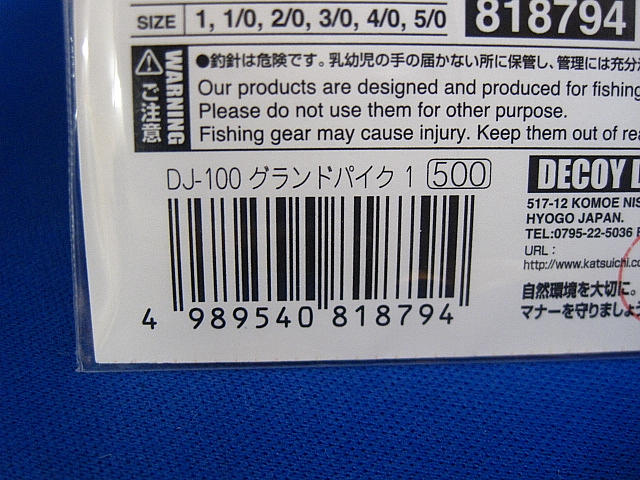 SIZE 1, 1/0, 2/0, 3/0, 4/0, 5/0
818794
WARNING
ご注意
●釣針は危険です。乳幼児の手の届かない所に保管し、管理には充分
Our products are designed and produced for fishing
Please do not use them for other purpose.
Fishing gear may cause injury. Keep them out of
DJ-100 グランドパイク 1 500
4 989540 818794
DECOY
517-12 KOMOE
HYOGO JAPAN.
TEL:0795-22-5036
URL :
http://www.katsuichi.co
自然環境を大切に。
マナーを守りましょう